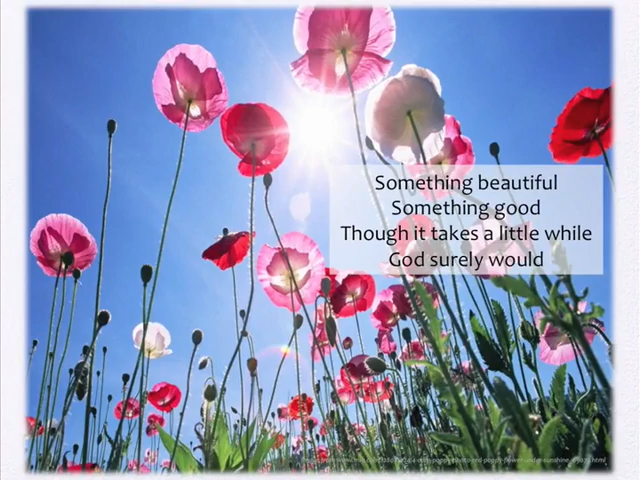 Something beautiful
Something good
Though it takes a little while
God surely would